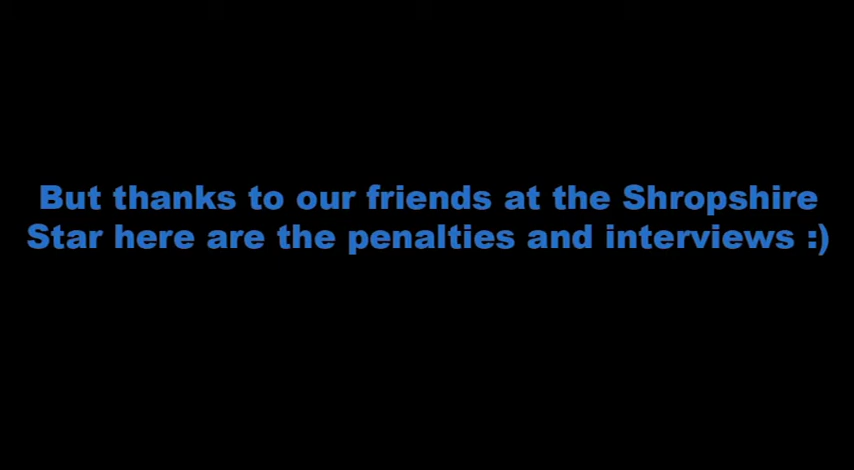 But thanks to our friends at the Shropshire
Star here are the penalties and interviews :)